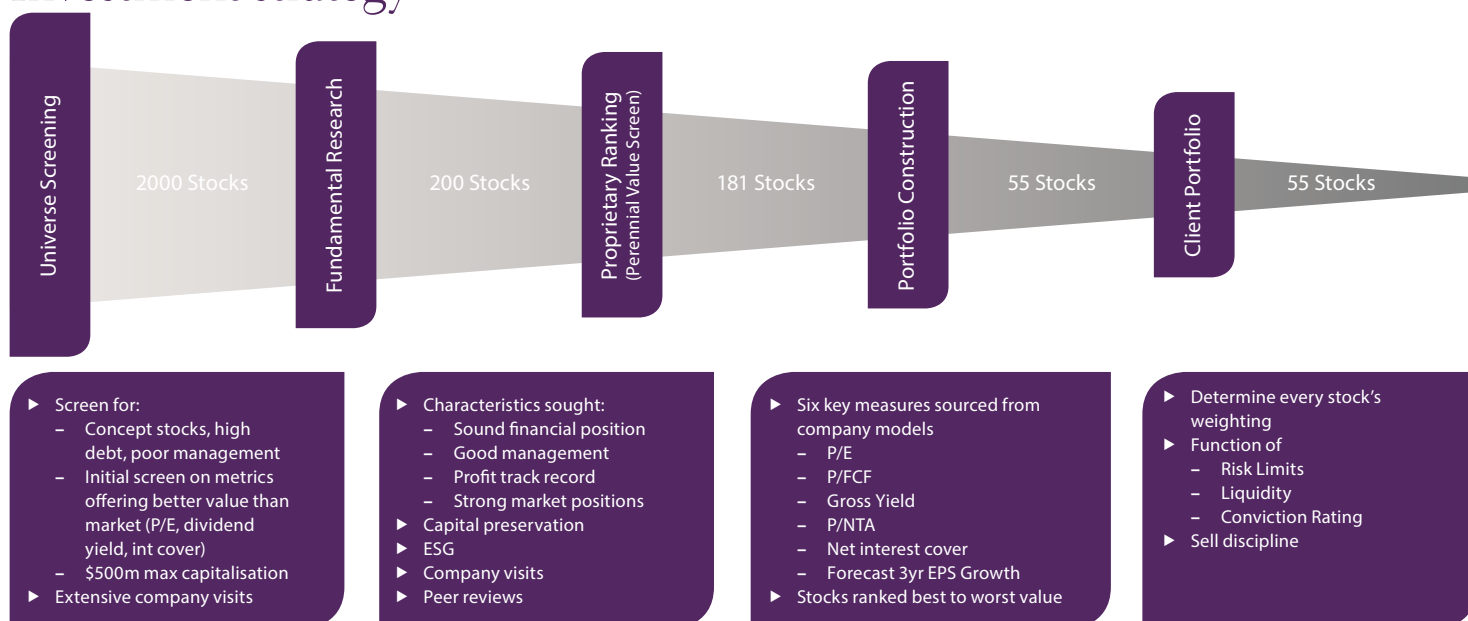 Investment strategy
Universe Screening
2000 Stocks
Fundamental Research
200 Stocks
Proprietary Ranking
(Perennial Value Screen)
181 Stocks
Portfolio Construction
55 Stocks
Client Portfolio
55 Stocks
► Screen for:
– Concept stocks, high
debt, poor management
– Initial screen on metrics
offering better value than
market (P/E, dividend
yield, int cover)
– $500m max capitalisation
► Extensive company visits
► Characteristics sought:
– Sound financial position
– Good management
– Profit track record
– Strong market positions
► Capital preservation
► ESG
► Company visits
► Peer reviews
► Six key measures sourced from
company models
– P/E
– P/FCF
– Gross Yield
– P/NTA
– Net interest cover
– Forecast 3yr EPS Growth
► Stocks ranked best to worst value
► Determine every stock’s
weighting
► Function of
– Risk Limits
– Liquidity
– Conviction Rating
► Sell discipline